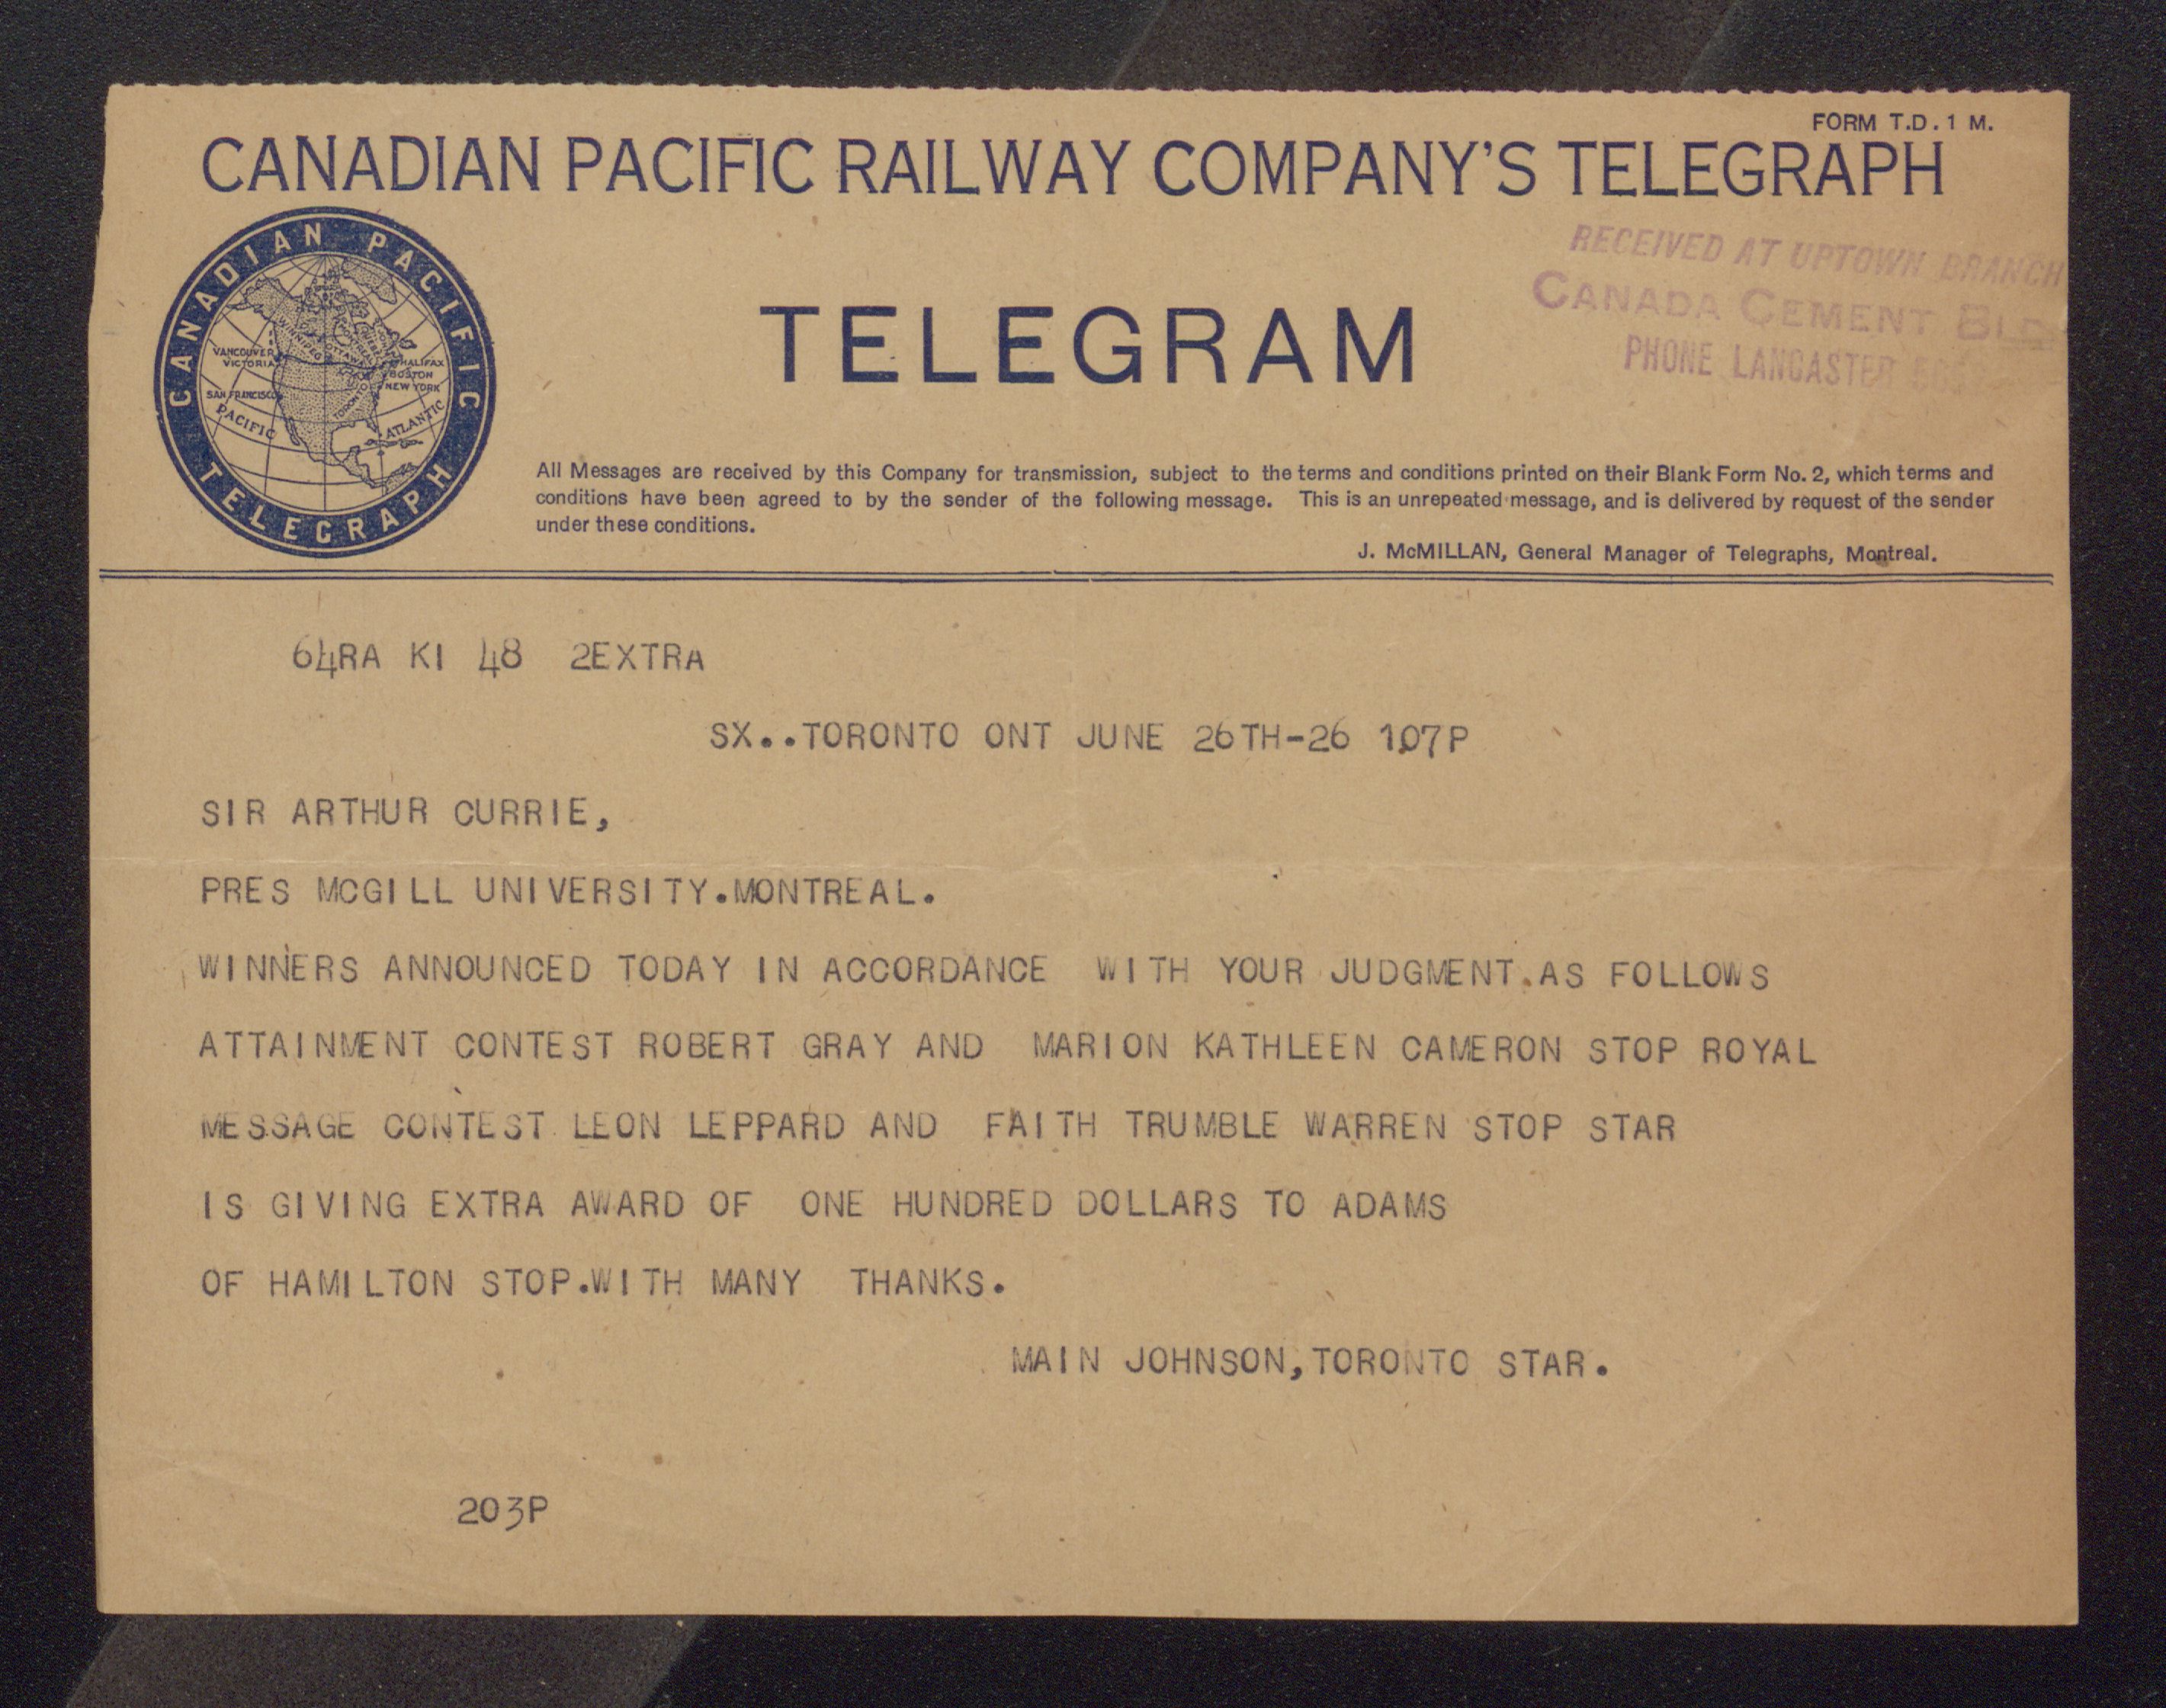 FORM T.D. 1 M.
CANADIAN PACIFIC RAILWAY COMPANY'S TELEGRAPH
CANADIAN PACIFIC
TELEGRAPH
VANCOUVER
VICTORIA
SAN FRANCISCO
PACIFIC
WINNIPEG
OTTAWA
QUEBEC
TORONTO
HALIFAX
BOSTON
NEW YORK
ATLANTIC
TELEGRAM
RECEIVED AT UPTOWN BRANCH
CANADA CEMENT BLD
PHONE LANCASTER
All Messages are received by this Company for transmission, subject to the terms and conditions printed on their Blank Form No. 2, which terms and
conditions have been agreed to by the sender of the following message. This is an unrepeated message, and is delivered by request of the sender
under these conditions.
J. McMILLAN, General Manager of Telegraphs, Montreal.
64RA KI 48 2EXTRA
SX..TORONTO ONT JUNE 26TH-26 107P
SIR ARTHUR CURRIE,
PRES MCGILL UNIVERSITY.MONTREAL.
WINNERS ANNOUNCED TODAY IN ACCORDANCE WITH YOUR JUDGMENT.AS FOLLOWS
ATTAINMENT CONTEST ROBERT GRAY AND MARION KATHLEEN CAMERON STOP ROYAL
MESSAGE CONTEST LEON LEPPARD AND FAITH TRUMBLE WARREN STOP STAR
IS GIVING EXTRA AWARD OF ONE HUNDRED DOLLARS TO ADAMS
OF HAMILTON STOP.WITH MANY THANKS.
MAIN JOHNSON,TORONTO STAR.
203P